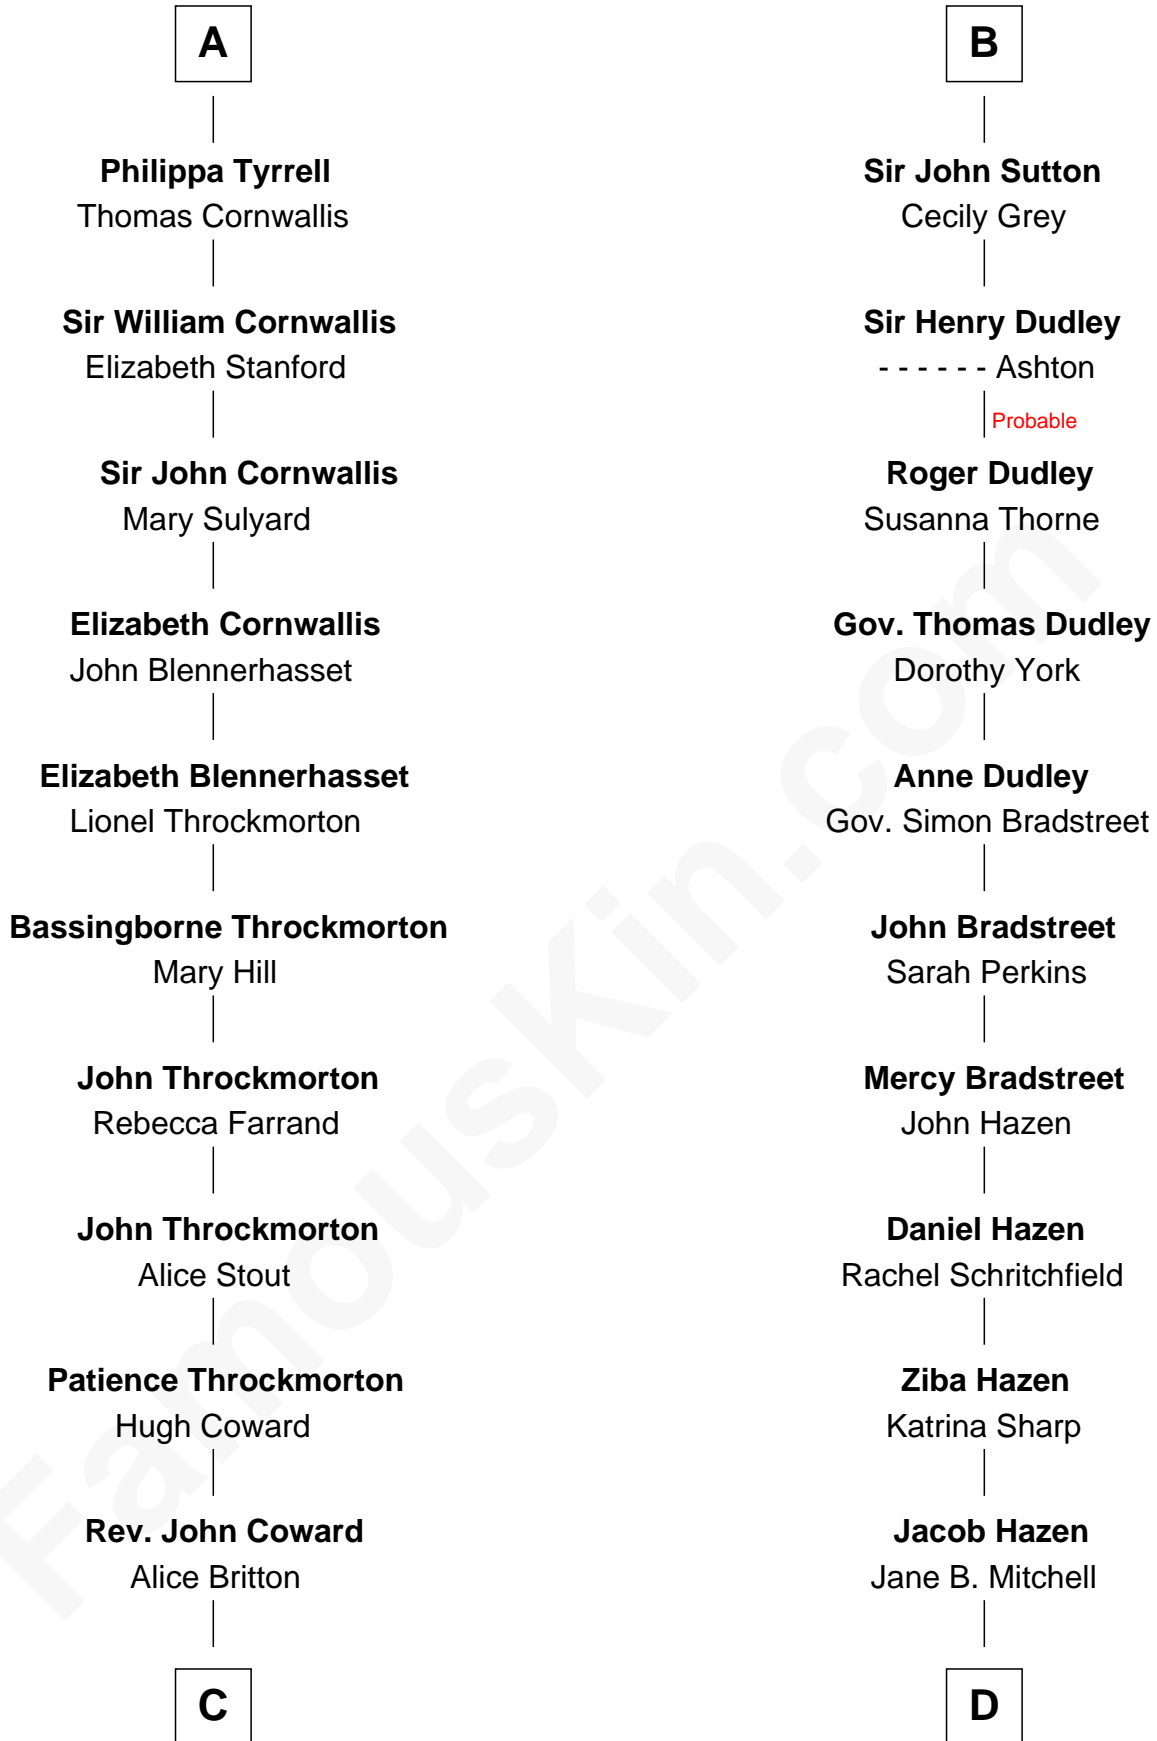 A
Philippa Tyrrell
Thomas Cornwallis
Sir William Cornwallis
Elizabeth Stanford
Sir John Cornwallis
Mary Sulyard
Elizabeth Cornwallis
John Blennerhasset
Elizabeth Blennerhasset
Lionel Throckmorton
Bassingborne Throckmorton
Mary Hill
John Throckmorton
Rebecca Farrand
John Throckmorton
Alice Stout
Patience Throckmorton
Hugh Coward
Rev. John Coward
Alice Britton
C
B
Sir John Sutton
Cecily Grey
Sir Henry Dudley
- - - - - - Ashton
Probable
Roger Dudley
Susanna Thorne
Gov. Thomas Dudley
Dorothy York
Anne Dudley
Gov. Simon Bradstreet
John Bradstreet
Sarah Perkins
Mercy Bradstreet
John Hazen
Daniel Hazen
Rachel Schritchfield
Ziba Hazen
Katrina Sharp
Jacob Hazen
Jane B. Mitchell
D
FamousKin.com